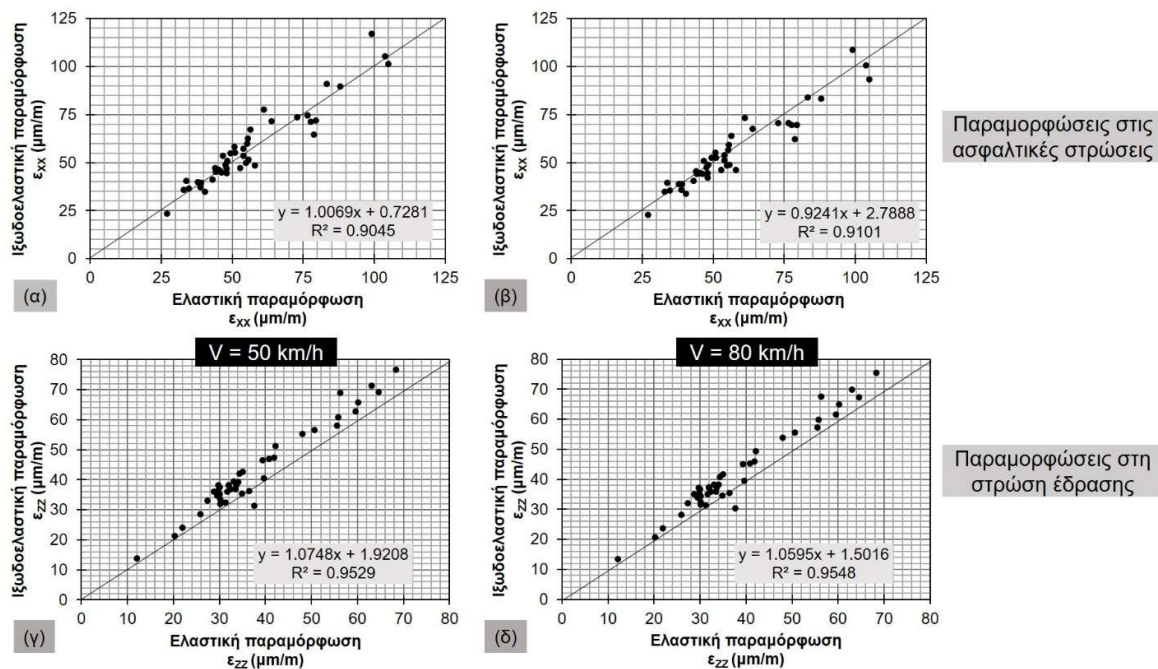 125
100
75
50
25
0
Ιξωδοελαστική παραμόρφωση
εxx (μm/m)
y = 1.0069x + 0.7281
R² = 0.9045
0 25 50 75 100 125
(α)
Ελαστική παραμόρφωση
εxx (μm/m)
125
100
75
50
25
0
Ιξωδοελαστική παραμόρφωση
εxx (μm/m)
y = 0.9241x + 2.7888
R² = 0.9101
0 25 50 75 100 125
(β)
Ελαστική παραμόρφωση
εxx (μm/m)
Παραμορφώσεις στις
ασφαλτικές στρώσεις
V = 50 km/h
80
70
60
50
40
30
20
10
0
Ιξωδοελαστική παραμόρφωση
εzz (μm/m)
y = 1.0748x + 1.9208
R² = 0.9529
0 10 20 30 40 50 60 70 80
(γ)
Ελαστική παραμόρφωση
εzz (μm/m)
V = 80 km/h
80
70
60
50
40
30
20
10
0
Ιξωδοελαστική παραμόρφωση
εzz (μm/m)
y = 1.0595x + 1.5016
R² = 0.9548
0 10 20 30 40 50 60 70 80
(δ)
Ελαστική παραμόρφωση
εzz (μm/m)
Παραμορφώσεις στη
στρώση έδρασης